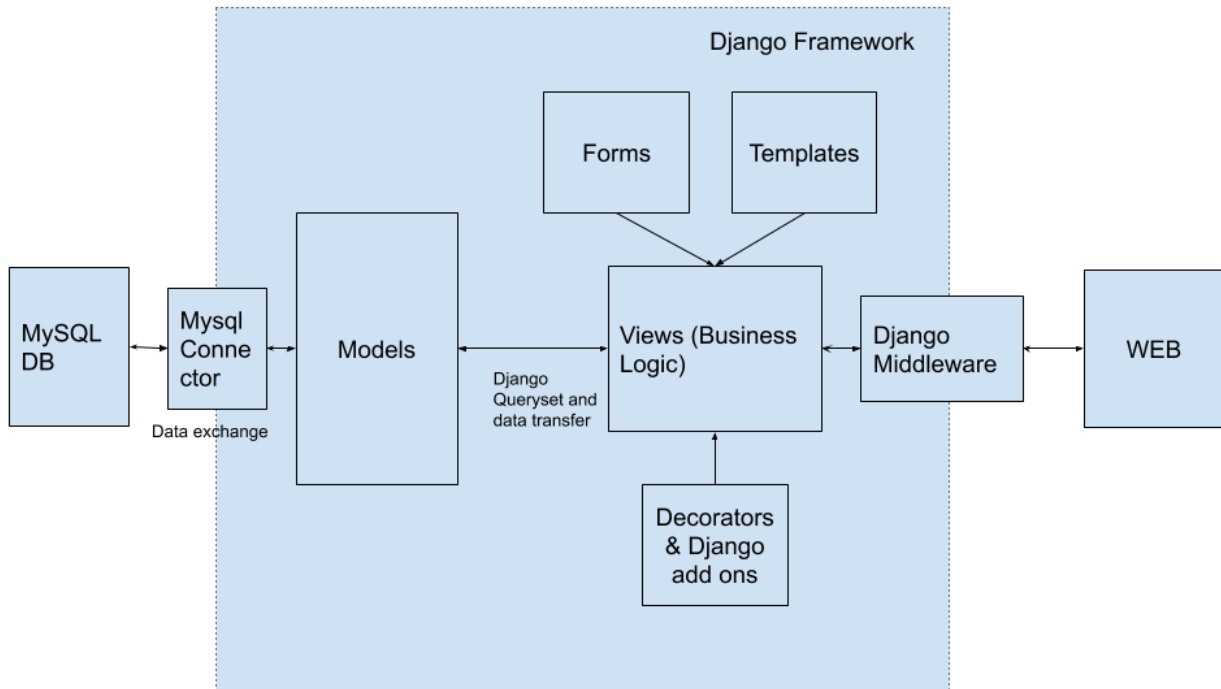 Django Framework
Forms
Templates
MySQL
DB
Mysql
Conne
ctor
Models
Views (Business
Logic)
Django
Middleware
WEB
Django
Queryset and
data transfer
Data exchange
Decorators
& Django
add ons